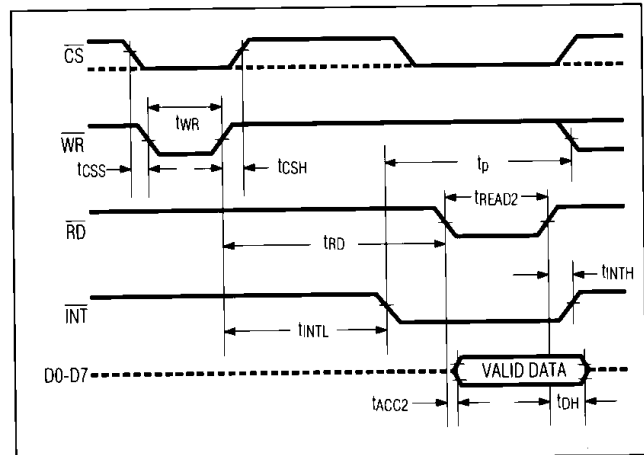 CS
tWR
WR
tCSS
tCSH
tp
tREAD2
RD
tRD
tINTH
INT
tINTL
D0-D7
VALID DATA
tACC2
tDH